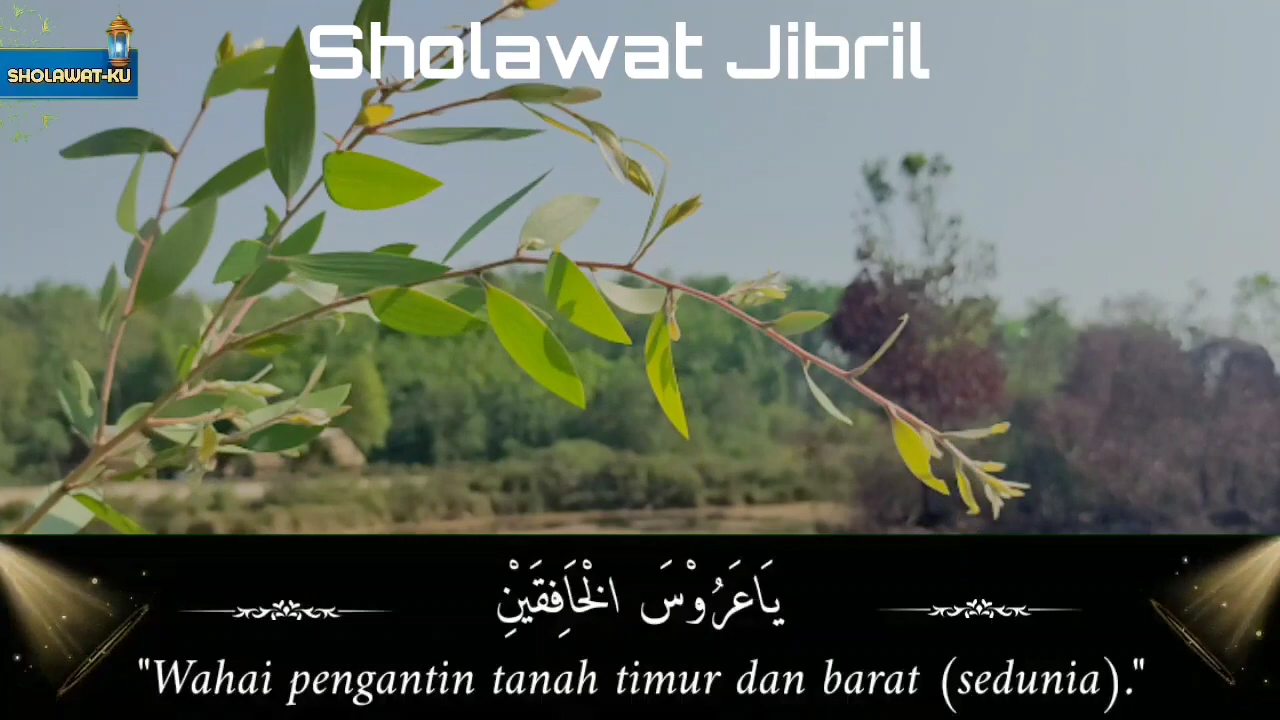 Sholawat Jibril
SHOLAWAT-KU
يَاعَرُوْسَ الْخَافِقَيْنِ
"Wahai pengantin tanah timur dan barat (sedunia)."